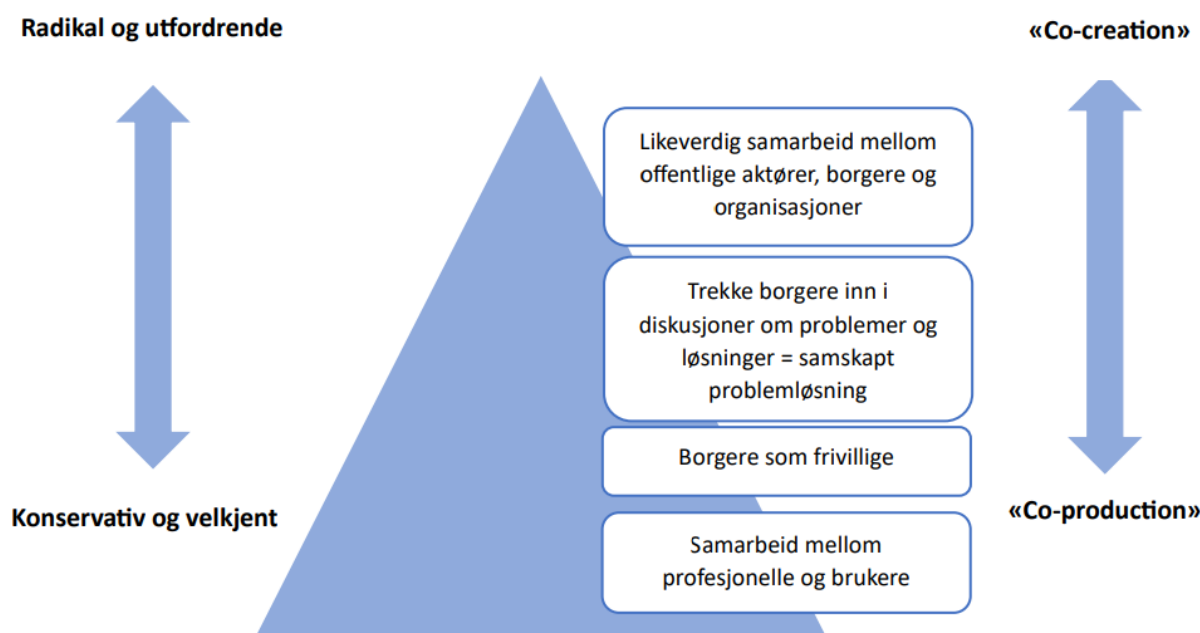 Radikal og utfordrende
«Co-creation»
Likeverdig samarbeid mellom
offentlige aktører, borgere og
organisasjoner
Trekke borgere inn i
diskusjoner om problemer og
løsninger = samskapt
problemløsning
Borgere som frivillige
Konservativ og velkjent
«Co-production»
Samarbeid mellom
profesjonelle og brukere